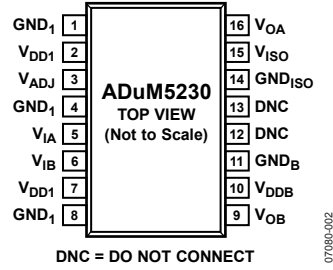 GND1 1 16 VOA
VDD1 2 15 VISO
VADJ 3 ADuM5230 14 GNDISO
GND1 4 TOP VIEW 13 DNC
VIA 5 (Not to Scale) 12 DNC
VIB 6 11 GNDB
VDD1 7 10 VDDB
GND1 8 9 VOB
DNC = DO NOT CONNECT
07080-002